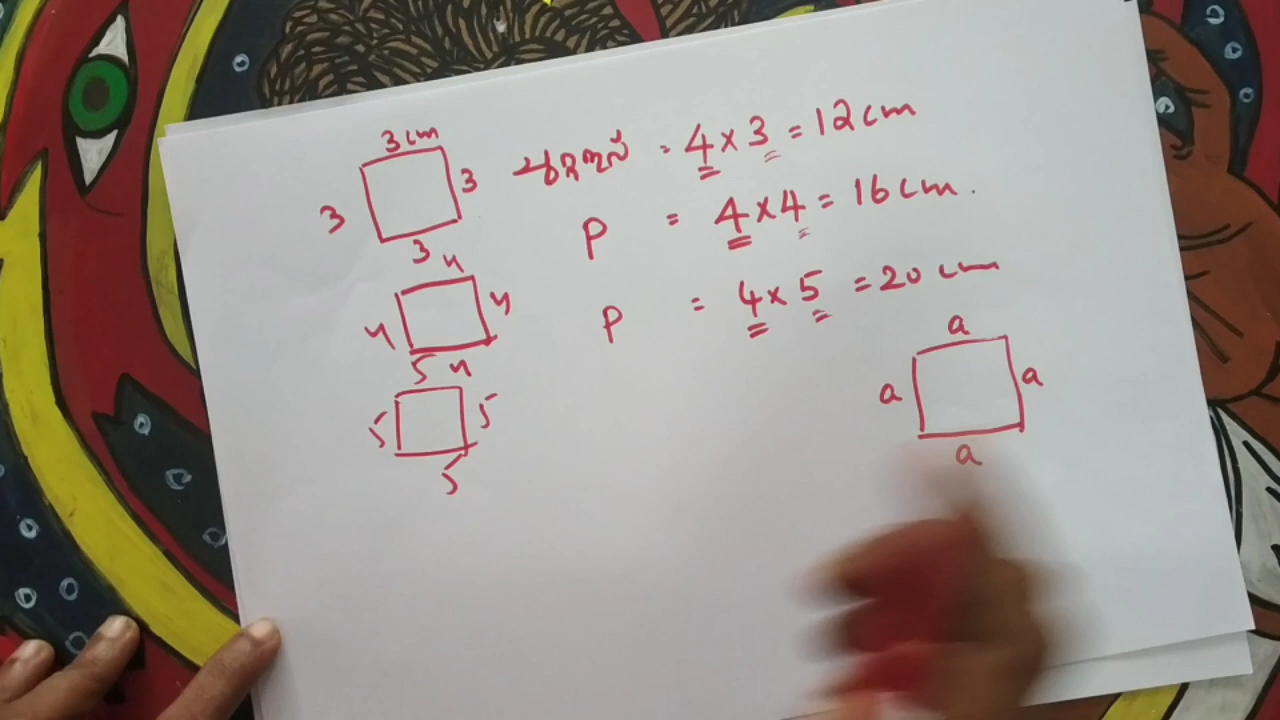 3cm
3 3
3
ചുറ്റളവ് = 4 x 3 = 12 cm
4
4 4
4
P = 4 x 4 = 16 cm.
5
5 5
5
P = 4 x 5 = 20 cm
a
a a
a